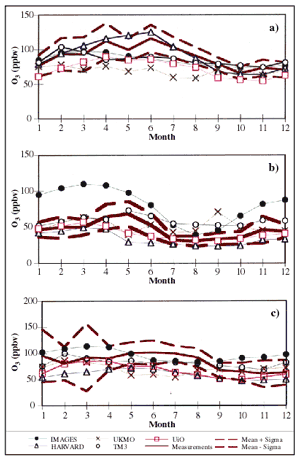 a)
150
100
50
0
O3 (ppbv)
1 2 3 4 5 6 7 8 9 10 11 12
Month
b)
150
100
50
0
O3 (ppbv)
1 2 3 4 5 6 7 8 9 10 11 12
Month
c)
200
150
100
50
0
O3 (ppbv)
1 2 3 4 5 6 7 8 9 10 11 12
Month
IMAGES UKMO UiO Mean + Sigma
HARVARD TM3 Measurements Mean - Sigma